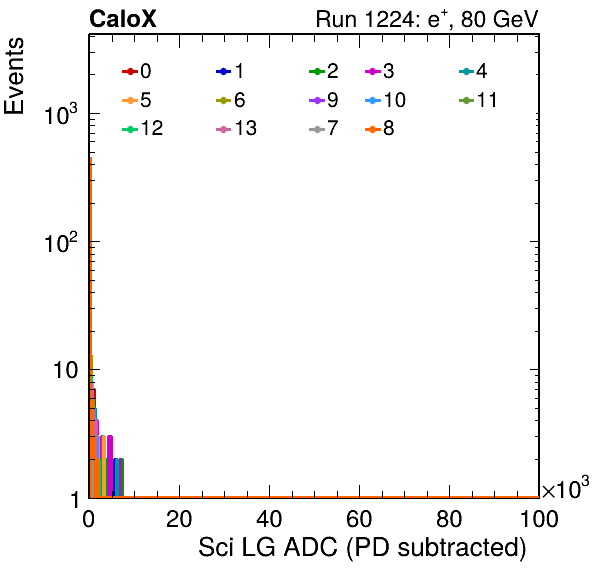 CaloX Run 1224: e⁺, 80 GeV
Events
0 1 2 3 4
5 6 9 10 11
12 13 7 8
10³
10²
10
1
0 20 40 60 80 100
×10³
Sci LG ADC (PD subtracted)